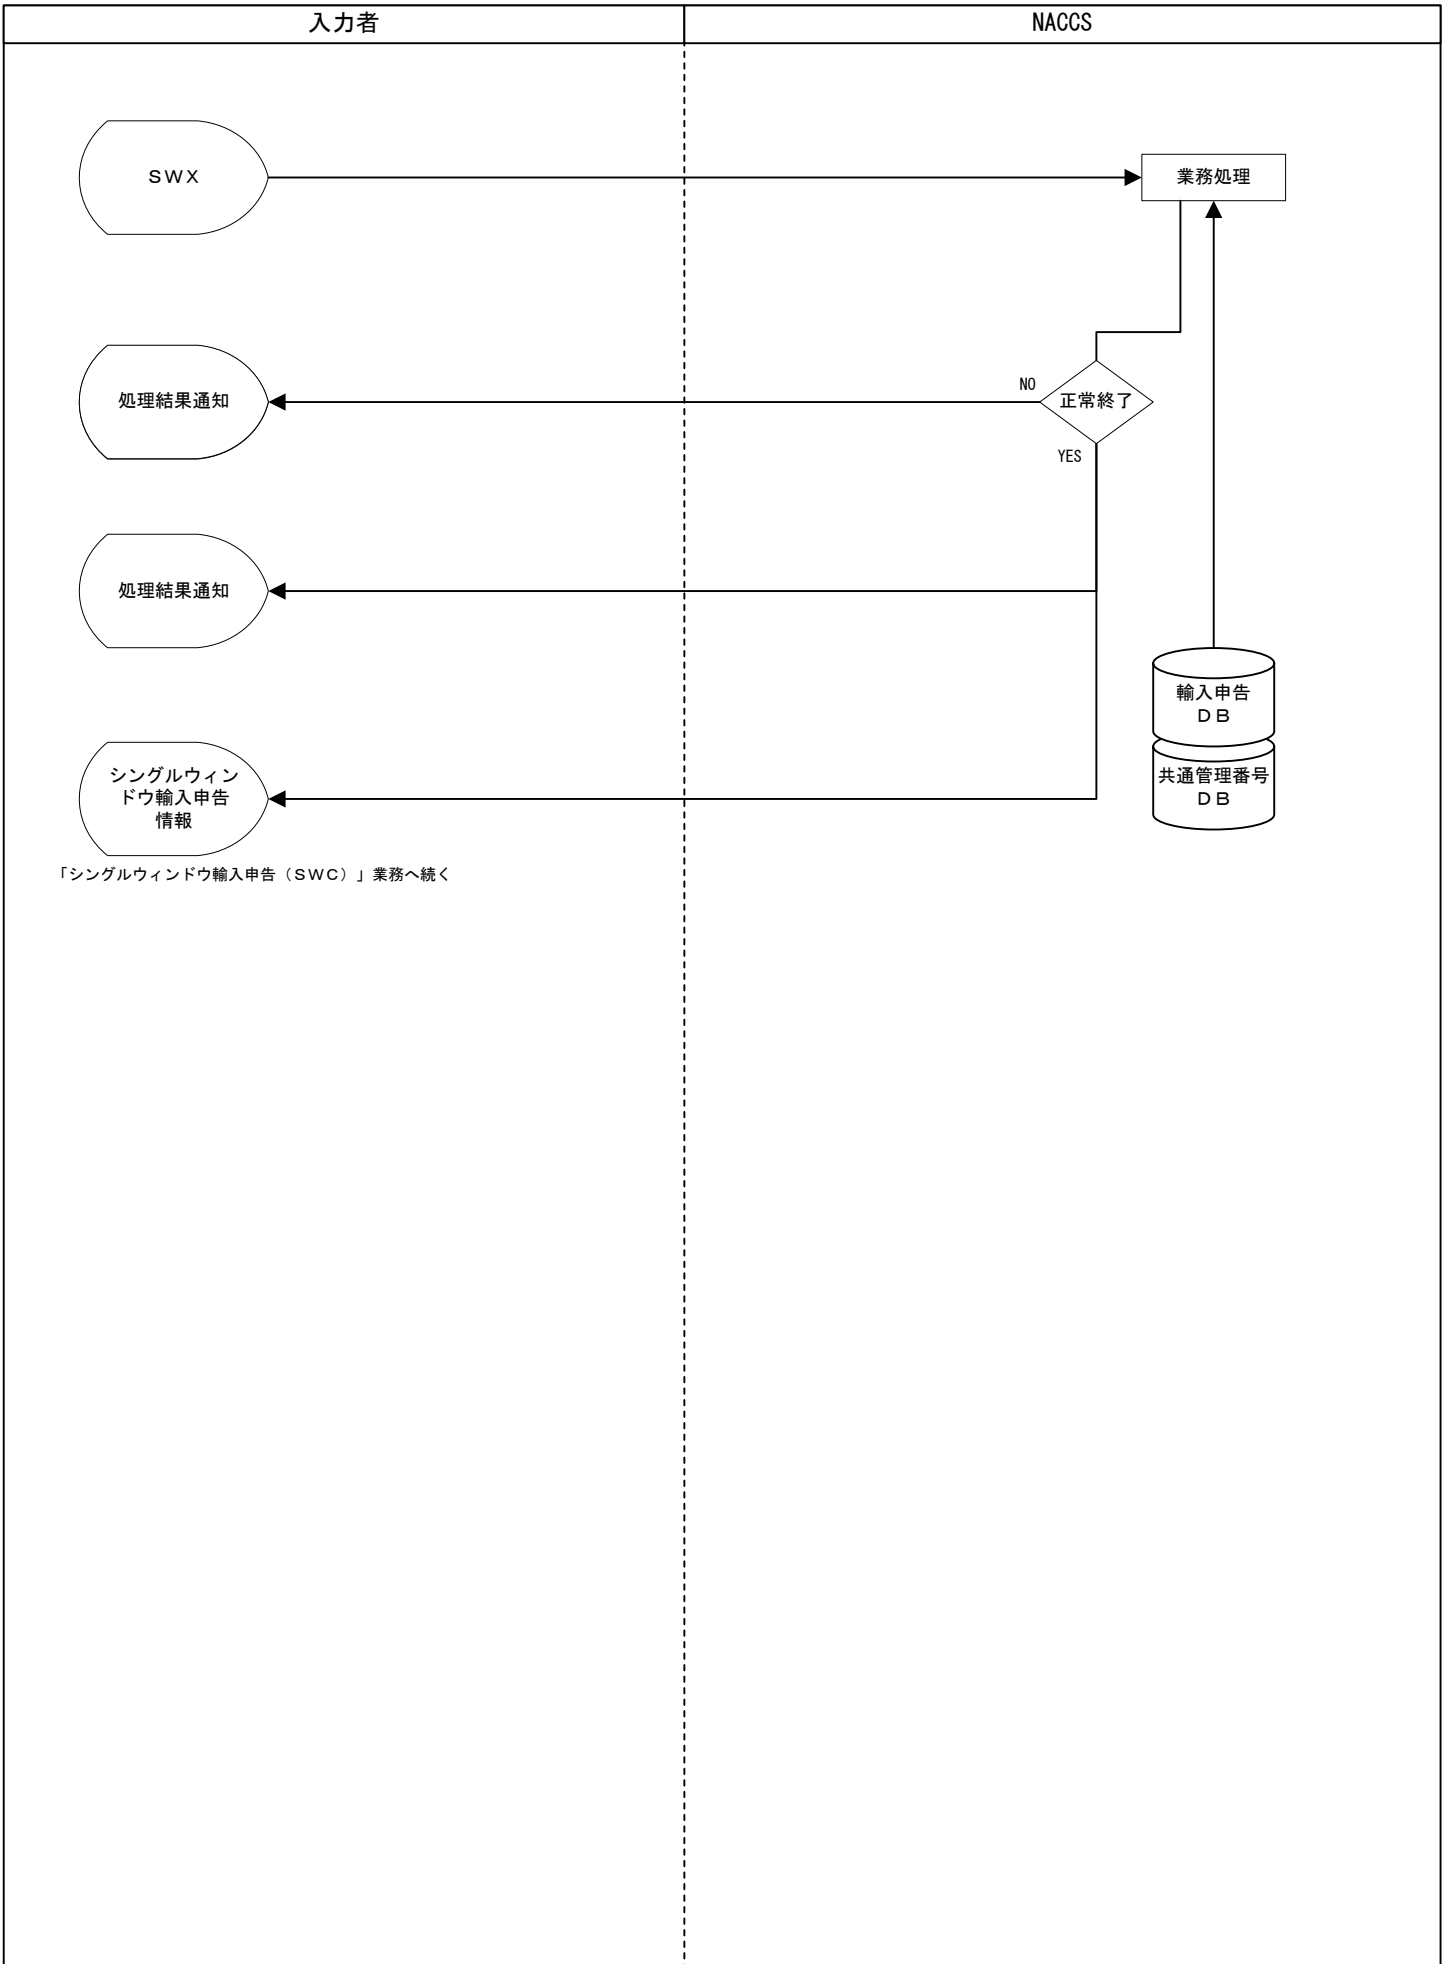 入力者
NACCS
ＳＷＸ
業務処理
処理結果通知
NO
正常終了
YES
処理結果通知
輸入申告
ＤＢ
共通管理番号
ＤＢ
シングルウィン
ドウ輸入申告
情報
「シングルウィンドウ輸入申告（ＳＷＣ）」業務へ続く